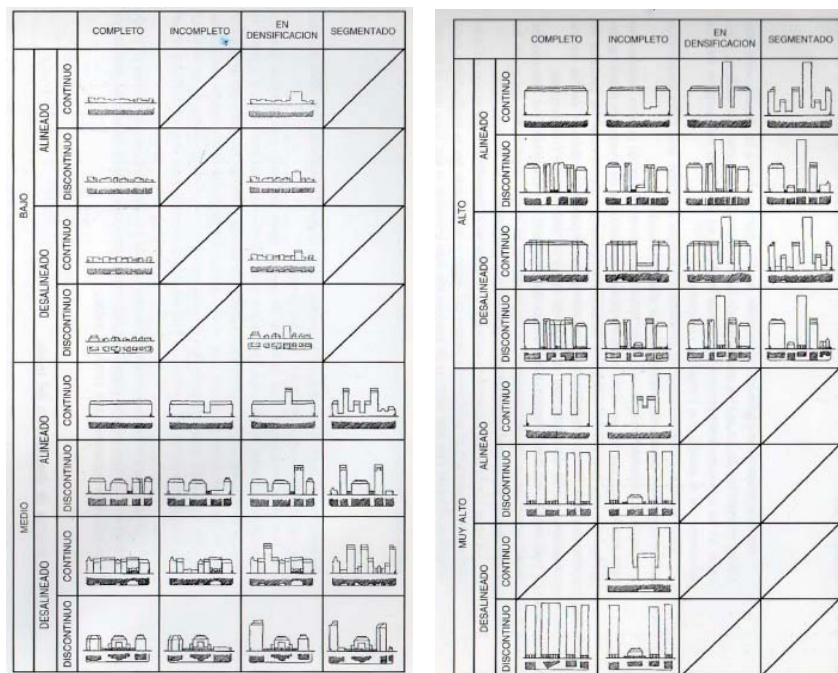 COMPLETO INCOMPLETO EN DENSIFICACION SEGMENTADO
BAJO
ALINEADO
CONTINUO
DISCONTINUO
DESALINEADO
CONTINUO
DISCONTINUO
MEDIO
ALINEADO
CONTINUO
DISCONTINUO
DESALINEADO
CONTINUO
DISCONTINUO
COMPLETO INCOMPLETO EN DENSIFICACION SEGMENTADO
ALTO
ALINEADO
CONTINUO
DISCONTINUO
DESALINEADO
CONTINUO
DISCONTINUO
MUY ALTO
ALINEADO
CONTINUO
DISCONTINUO
DESALINEADO
CONTINUO
DISCONTINUO